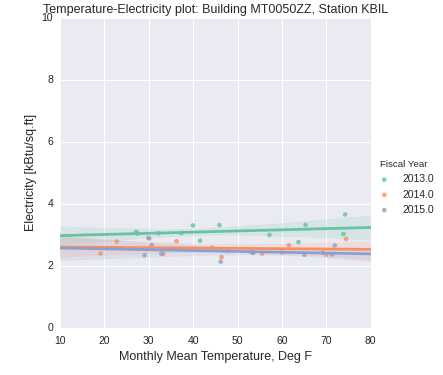 Temperature-Electricity plot: Building MT0050ZZ, Station KBIL
10
8
6
4
2
0
Electricity [kBtu/sq.ft]
10 20 30 40 50 60 70 80
Monthly Mean Temperature, Deg F
Fiscal Year
2013.0
2014.0
2015.0